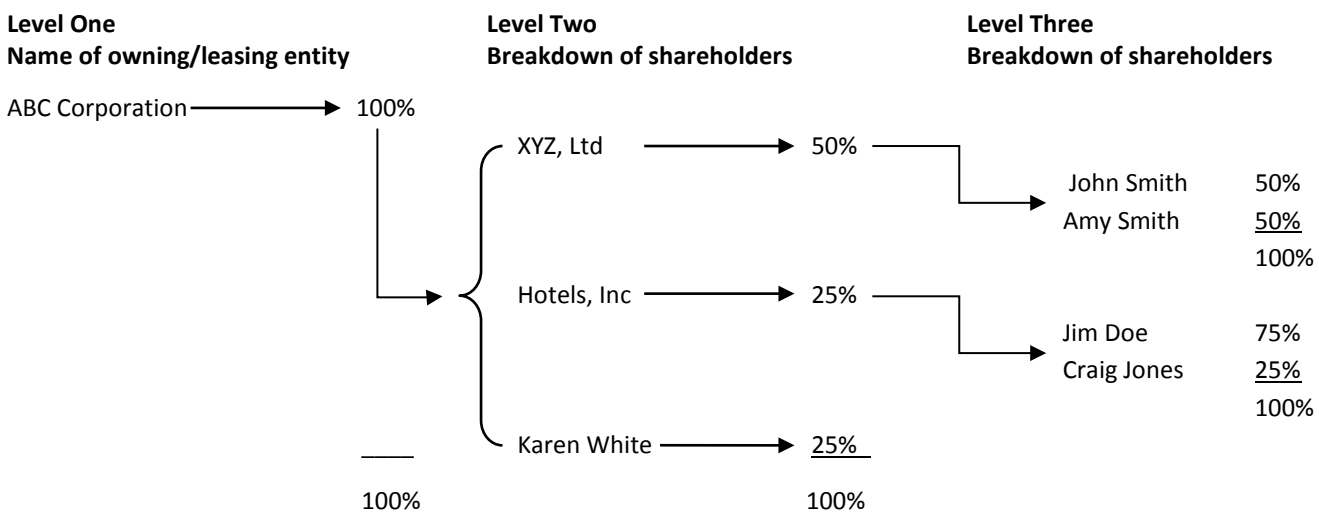 Level One
Name of owning/leasing entity
Level Two
Breakdown of shareholders
Level Three
Breakdown of shareholders
ABC Corporation 100%
XYZ, Ltd 50%
John Smith 50%
Amy Smith 50%
100%
Hotels, Inc 25%
Jim Doe 75%
Craig Jones 25%
100%
Karen White 25%
100% 100%